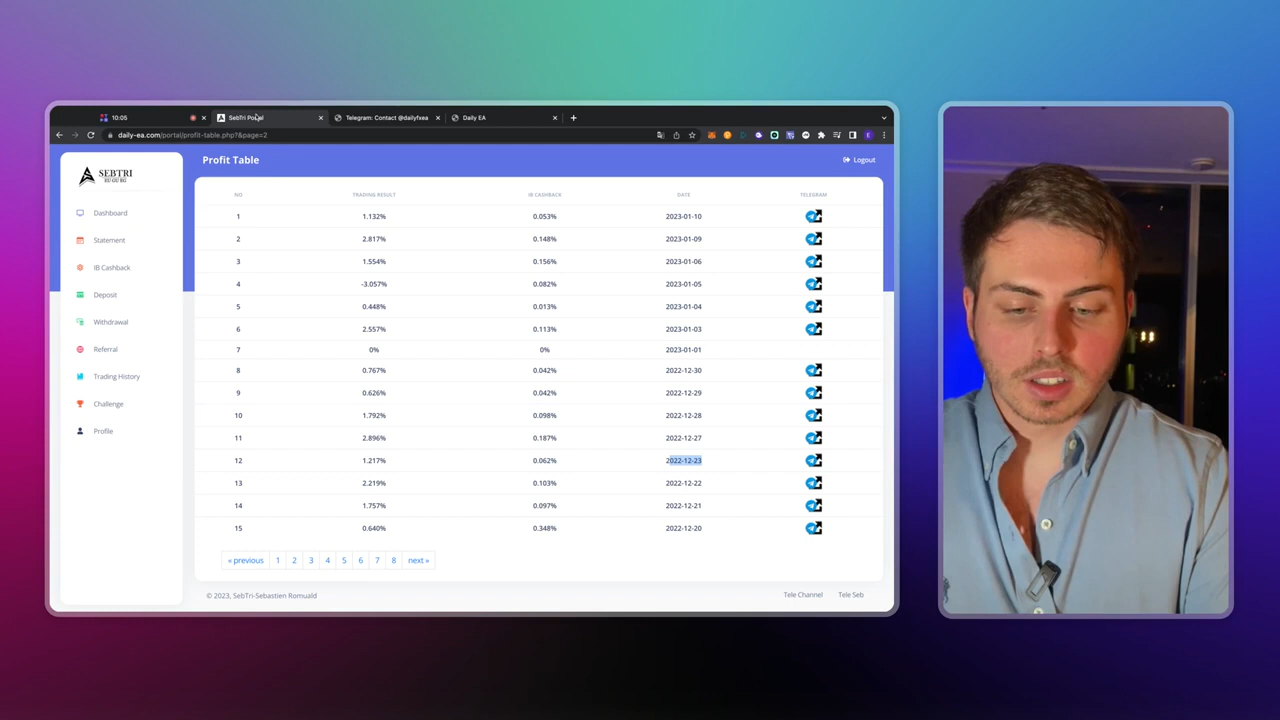 10:05
SebTri Portal
Telegram: Contact @dailyfxea
Daily EA
daily-ea.com/portal/profit-table.php?&page=2
E
SEBTRI
Profit Table
Logout
Dashboard
Statement
IB Cashback
Deposit
Withdrawal
Referral
Trading History
Challenge
Profile
NO TRADING RESULT IB CASHBACK DATE TELEGRAM
1 1.132% 0.053% 2023-01-10
2 2.817% 0.148% 2023-01-09
3 1.554% 0.156% 2023-01-06
4 -3.057% 0.082% 2023-01-05
5 0.448% 0.013% 2023-01-04
6 2.557% 0.113% 2023-01-03
7 0% 0% 2023-01-01
8 0.767% 0.042% 2022-12-30
9 0.626% 0.042% 2022-12-29
10 1.792% 0.098% 2022-12-28
11 2.896% 0.187% 2022-12-27
12 1.217% 0.062% 2022-12-23
13 2.219% 0.103% 2022-12-22
14 1.757% 0.097% 2022-12-21
15 0.640% 0.348% 2022-12-20
« previous 1 2 3 4 5 6 7 8 next »
© 2023, SebTri-Sebastien Romuald
Tele Channel Tele Seb